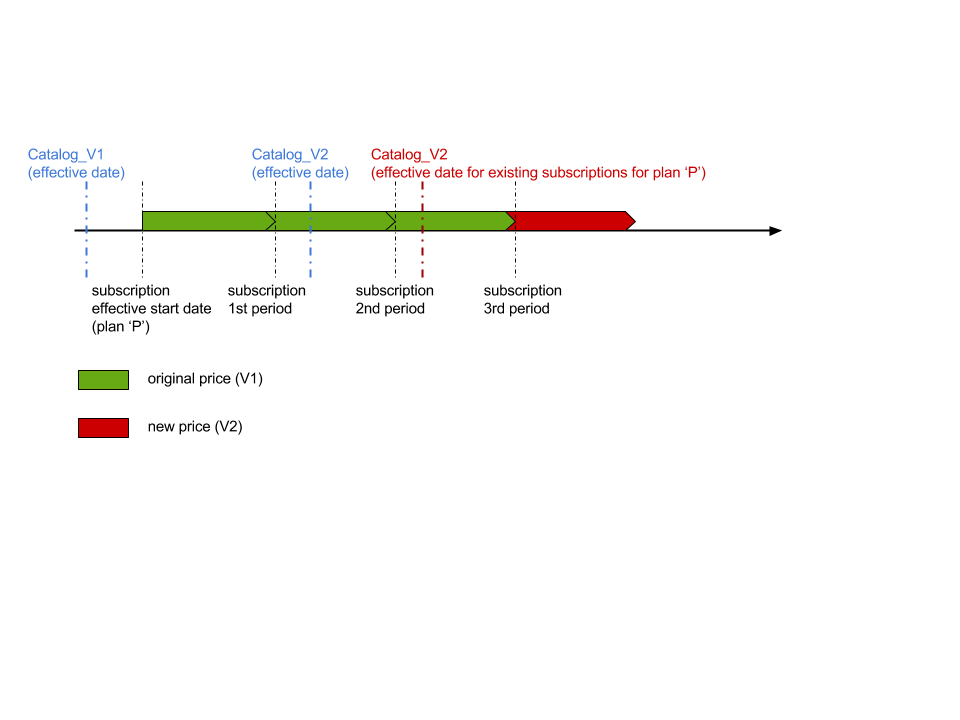 Catalog_V1
(effective date)
Catalog_V2
(effective date)
Catalog_V2
(effective date for existing subscriptions for plan ‘P’)
subscription
effective start date
(plan ‘P’)
subscription
1st period
subscription
2nd period
subscription
3rd period
original price (V1)
new price (V2)